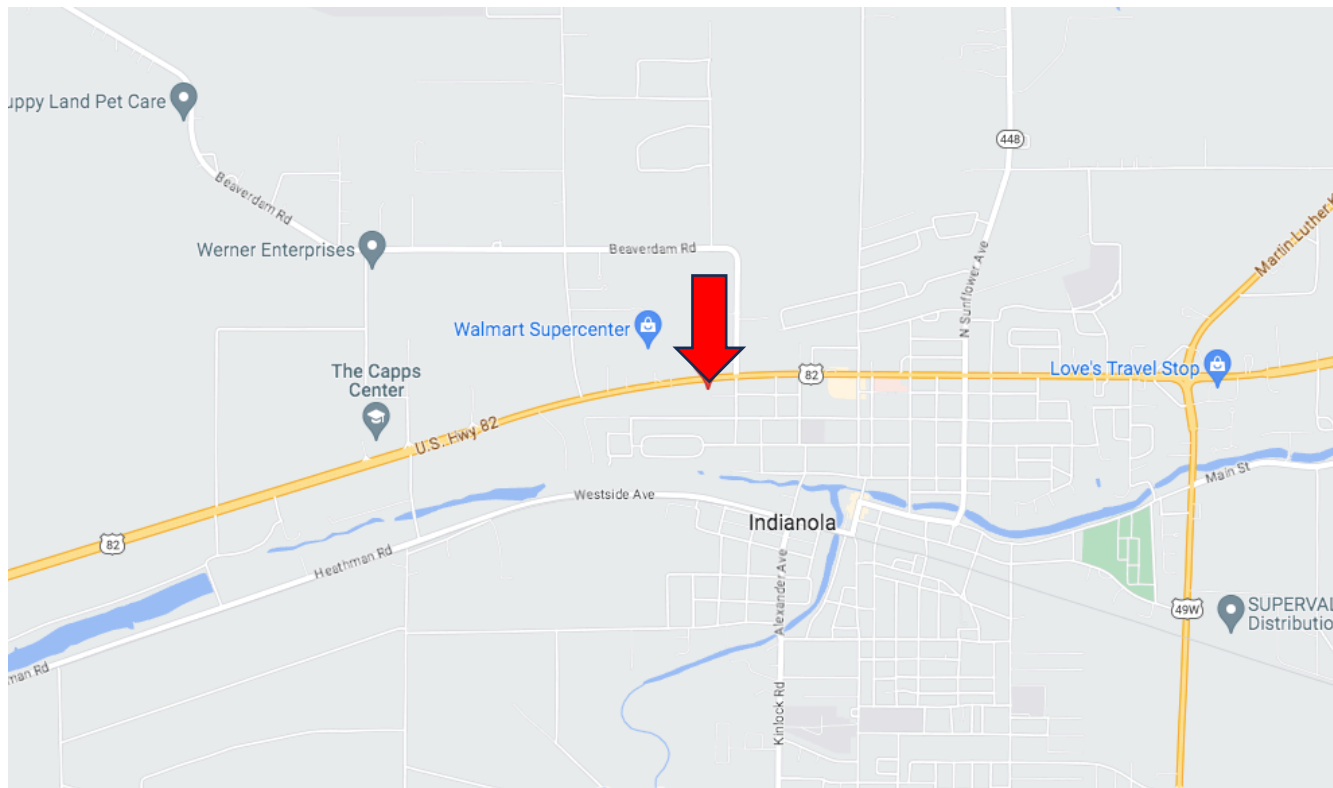 uppy Land Pet Care
448
Beaverdam Rd
Werner Enterprises
Beaverdam Rd
Martin Luther K
N Sunflower Ave
Walmart Supercenter
The Capps
Center
82
Love's Travel Stop
U.S. Hwy 82
Main St
Westside Ave
Indianola
82
Heathman Rd
Alexander Ave
49W
SUPERVAL
Distributio
man Rd
Kinlock Rd